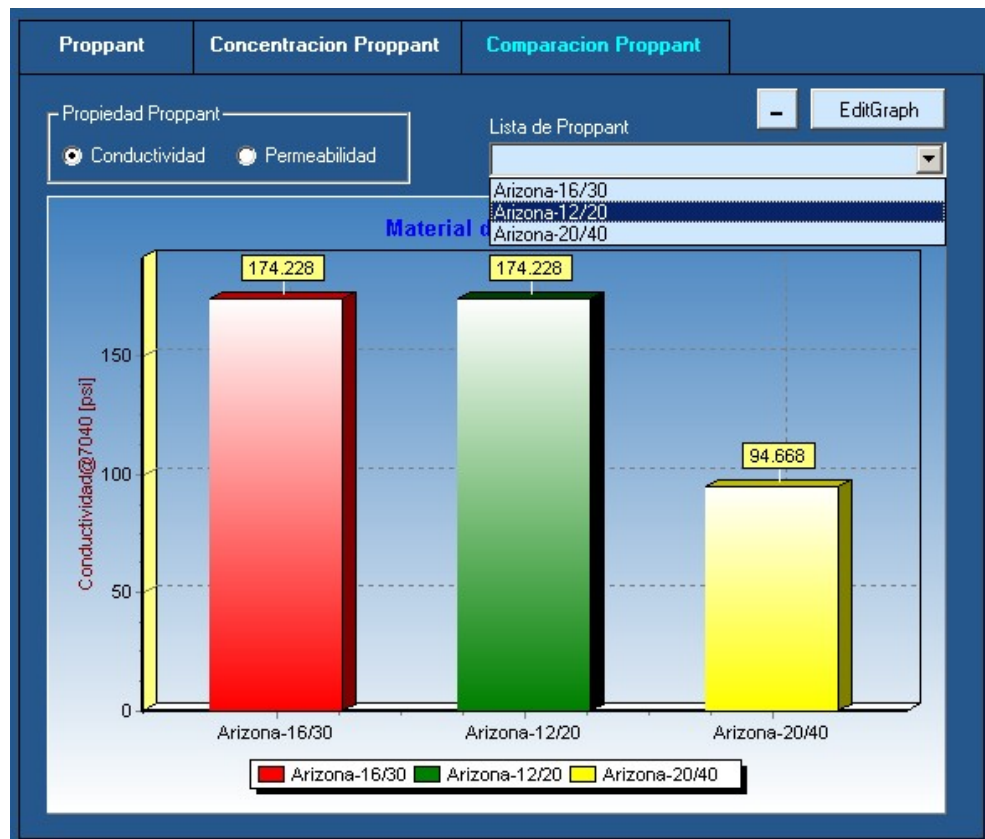 Proppant Concentracion Proppant Comparacion Proppant
Propiedad Proppant
Conductividad Permeabilidad
Lista de Proppant
- EditGraph
Arizona-16/30
Arizona-12/20
Arizona-20/40
Material
174.228 174.228
94.668
Conductividad@7040 [psi]
150
100
50
0
Arizona-16/30 Arizona-12/20 Arizona-20/40
Arizona-16/30 Arizona-12/20 Arizona-20/40